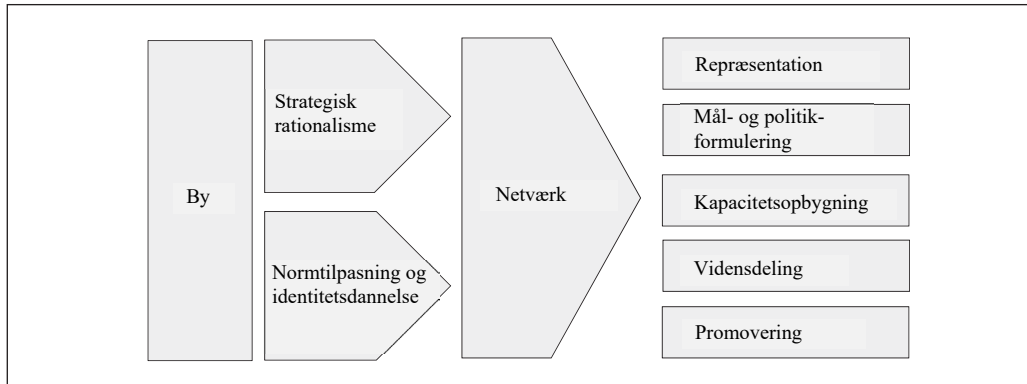 By
Strategisk
rationalisme
Normtilpasning og
identitetsdannelse
Netværk
Repræsentation
Mål- og politik-
formulering
Kapacitetsopbygning
Vidensdeling
Promovering